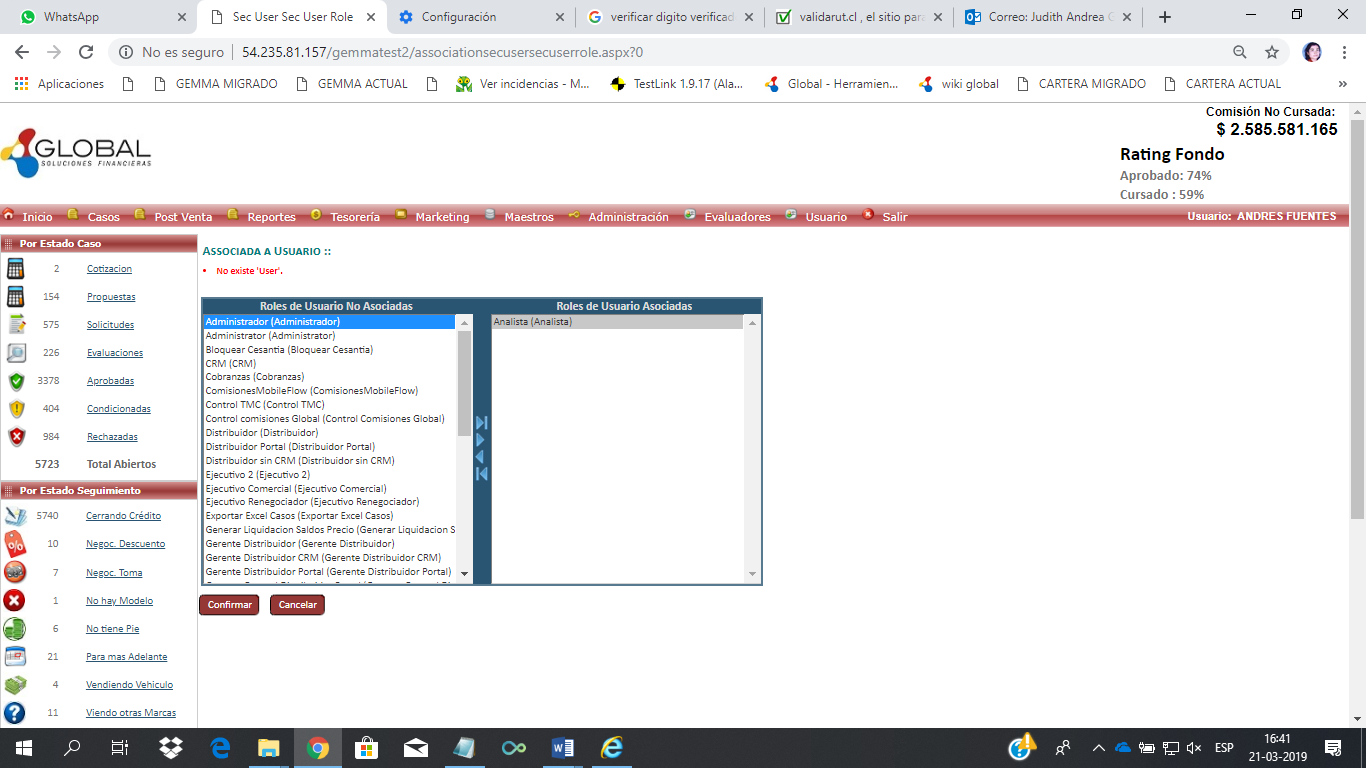 WhatsApp
Sec User Sec User Role
Configuración
verificar digito verificad
validarut.cl , el sitio para
Correo: Judith Andrea G
No es seguro
54.235.81.157/gemmatest2/associationsecusersecuserrole.aspx?0
Aplicaciones
GEMMA MIGRADO
GEMMA ACTUAL
Ver incidencias - M...
TestLink 1.9.17 (Ala...
Global - Herramien...
wiki global
CARTERA MIGRADO
CARTERA ACTUAL
»
GLOBAL
SOLUCIONES FINANCIERAS
Comisión No Cursada:
$ 2.585.581.165
Rating Fondo
Aprobado: 74%
Cursado : 59%
Inicio Casos Post Venta Reportes Tesorería Marketing Maestros Administración Evaluadores Usuario Salir
Usuario: ANDRES FUENTES
Por Estado Caso
2 Cotizacion
154 Propuestas
575 Solicitudes
226 Evaluaciones
3378 Aprobadas
404 Condicionadas
984 Rechazadas
5723 Total Abiertos
Por Estado Seguimiento
5740 Cerrando Crédito
10 Negoc. Descuento
7 Negoc. Toma
1 No hay Modelo
6 No tiene Pie
21 Para mas Adelante
4 Vendiendo Vehiculo
11 Viendo otras Marcas
ASSOCIADA A USUARIO ::
• No existe 'User'.
Roles de Usuario No Asociadas
Administrador (Administrador)
Administrator (Administrator)
Bloquear Cesantia (Bloquear Cesantia)
CRM (CRM)
Cobranzas (Cobranzas)
ComisionesMobileFlow (ComisionesMobileFlow)
Control TMC (Control TMC)
Control comisiones Global (Control Comisiones Global)
Distribuidor (Distribuidor)
Distribuidor Portal (Distribuidor Portal)
Distribuidor sin CRM (Distribuidor sin CRM)
Ejecutivo 2 (Ejecutivo 2)
Ejecutivo Comercial (Ejecutivo Comercial)
Ejecutivo Renegociador (Ejecutivo Renegociador)
Exportar Excel Casos (Exportar Excel Casos)
Generar Liquidacion Saldos Precio (Generar Liquidacion S
Gerente Distribuidor (Gerente Distribuidor)
Gerente Distribuidor CRM (Gerente Distribuidor CRM)
Gerente Distribuidor Portal (Gerente Distribuidor Portal)
Roles de Usuario Asociadas
Analista (Analista)
Confirmar
Cancelar
ESP
16:41
21-03-2019